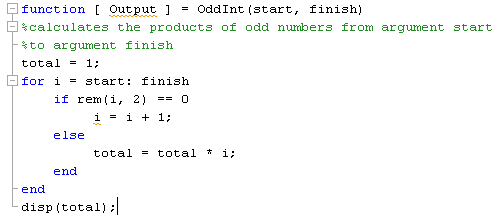 function [ Output ] = OddInt(start, finish)
%calculates the products of odd numbers from argument start
%to argument finish
total = 1;
for i = start: finish
    if rem(i, 2) == 0
        i = i + 1;
    else
        total = total * i;
    end
end
disp(total);